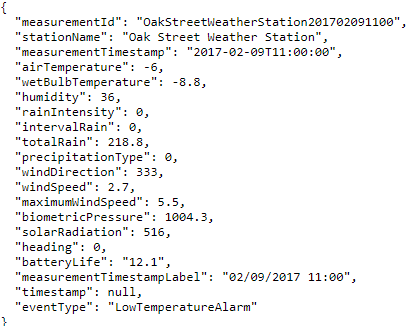 {
"measurementId": "OakStreetWeatherStation201702091100",
"stationName": "Oak Street Weather Station",
"measurementTimestamp": "2017-02-09T11:00:00",
"airTemperature": -6,
"wetBulbTemperature": -8.8,
"humidity": 36,
"rainIntensity": 0,
"intervalRain": 0,
"totalRain": 218.8,
"precipitationType": 0,
"windDirection": 333,
"windSpeed": 2.7,
"maximumWindSpeed": 5.5,
"biometricPressure": 1004.3,
"solarRadiation": 516,
"heading": 0,
"batteryLife": "12.1",
"measurementTimestampLabel": "02/09/2017 11:00",
"timestamp": null,
"eventType": "LowTemperatureAlarm"
}